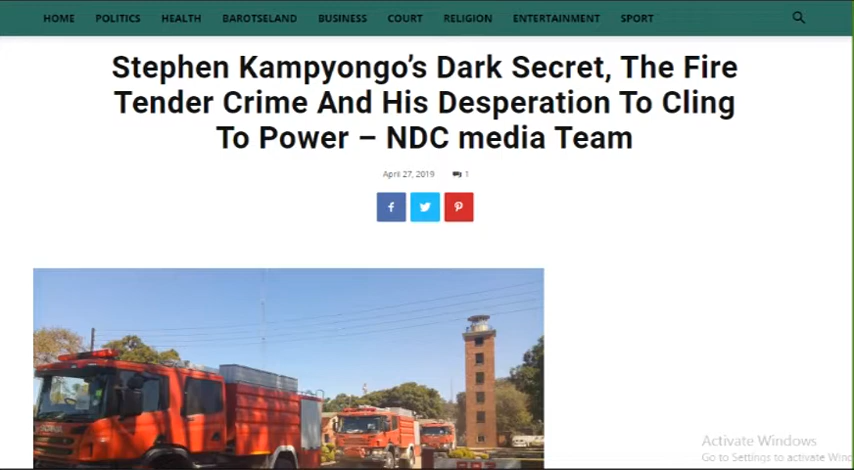 HOME POLITICS HEALTH BAROTSELAND BUSINESS COURT RELIGION ENTERTAINMENT SPORT
Stephen Kampyongo’s Dark Secret, The Fire
Tender Crime And His Desperation To Cling
To Power – NDC media Team
April 27, 2019 1
Activate Windows
Go to Settings to activate